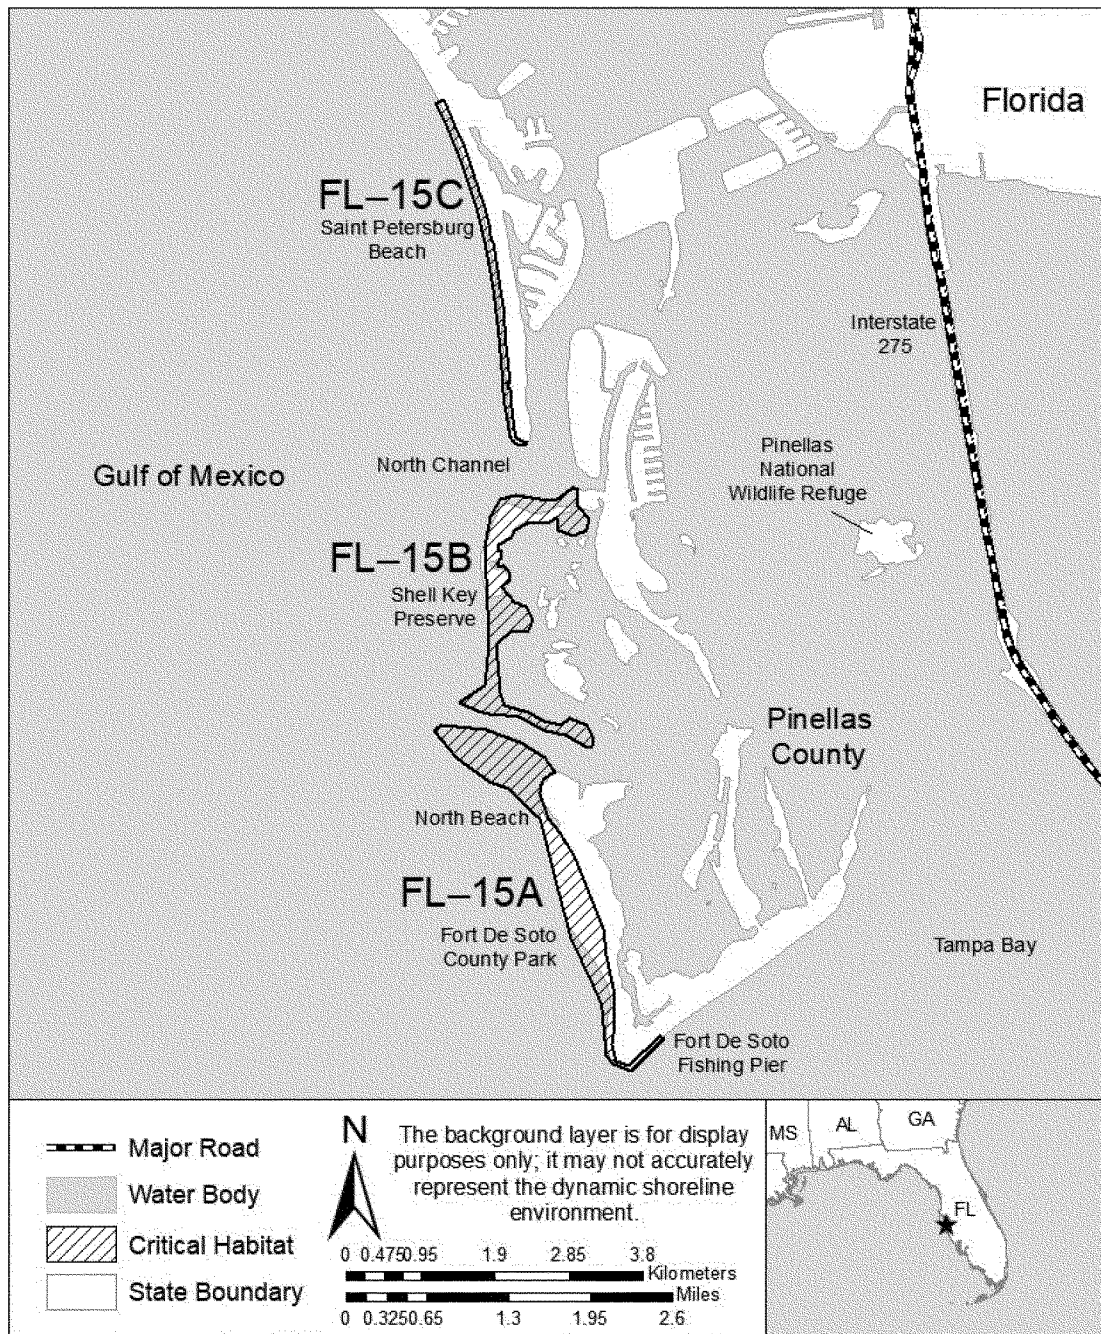 Florida
FL–15C
Saint Petersburg
Beach
Interstate
275
North Channel
Gulf of Mexico
Pinellas
National
Wildlife Refuge
FL–15B
Shell Key
Preserve
Pinellas
County
North Beach
FL–15A
Fort De Soto
County Park
Tampa Bay
Fort De Soto
Fishing Pier
Major Road
Water Body
Critical Habitat
State Boundary
N
The background layer is for display
purposes only; it may not accurately
represent the dynamic shoreline
environment.
0 0.475 0.95 1.9 2.85 3.8
Kilometers
Miles
0 0.325 0.65 1.3 1.95 2.6
MS AL GA
FL